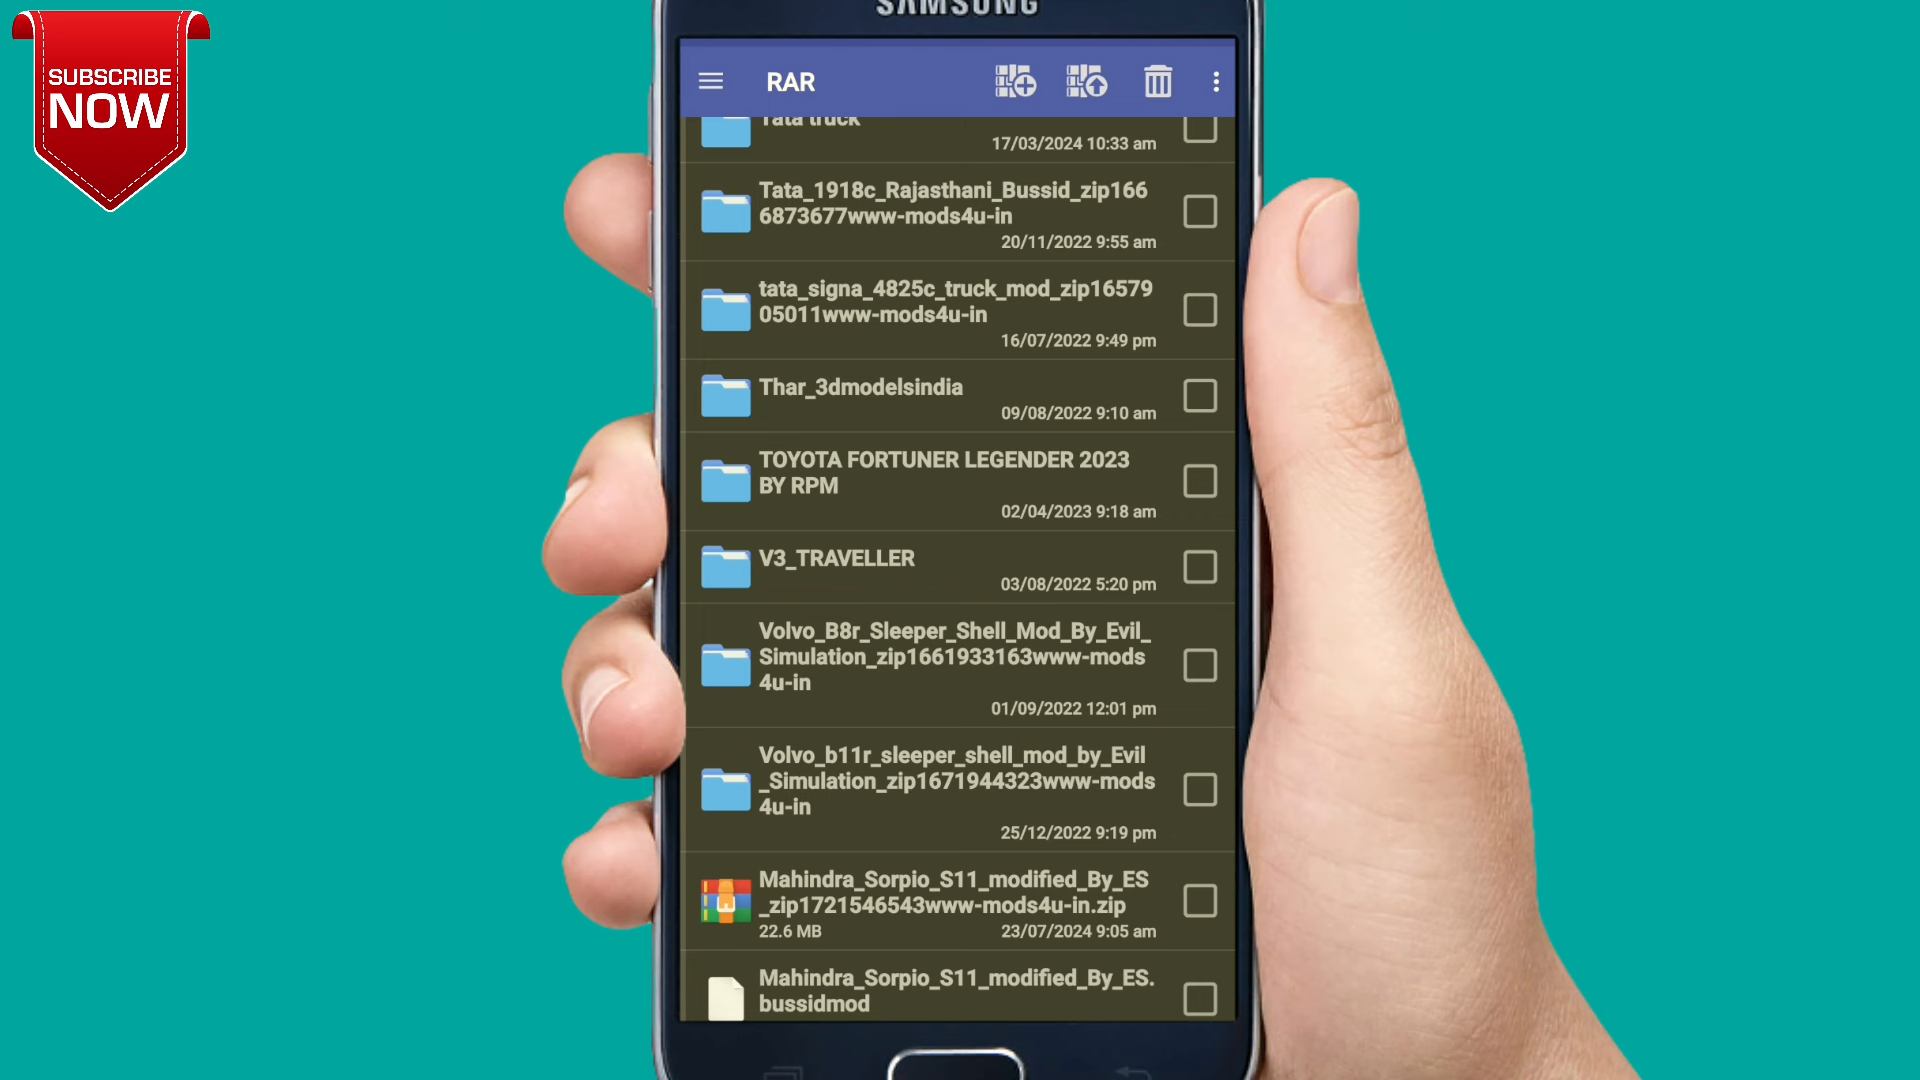 SUBSCRIBE
NOW
SAMSUNG
RAR
Tata truck
17/03/2024 10:33 am
Tata_1918c_Rajasthani_Bussid_zip166
6873677www-mods4u-in
20/11/2022 9:55 am
tata_signa_4825c_truck_mod_zip16579
05011www-mods4u-in
16/07/2022 9:49 pm
Thar_3dmodelsindia
09/08/2022 9:10 am
TOYOTA FORTUNER LEGENDER 2023
BY RPM
02/04/2023 9:18 am
V3_TRAVELLER
03/08/2022 5:20 pm
Volvo_B8r_Sleeper_Shell_Mod_By_Evil_
Simulation_zip1661933163www-mods
4u-in
01/09/2022 12:01 pm
Volvo_b11r_sleeper_shell_mod_by_Evil
_Simulation_zip1671944323www-mods
4u-in
25/12/2022 9:19 pm
Mahindra_Sorpio_S11_modified_By_ES
_zip1721546543www-mods4u-in.zip
22.6 MB 23/07/2024 9:05 am
Mahindra_Sorpio_S11_modified_By_ES.
bussidmod